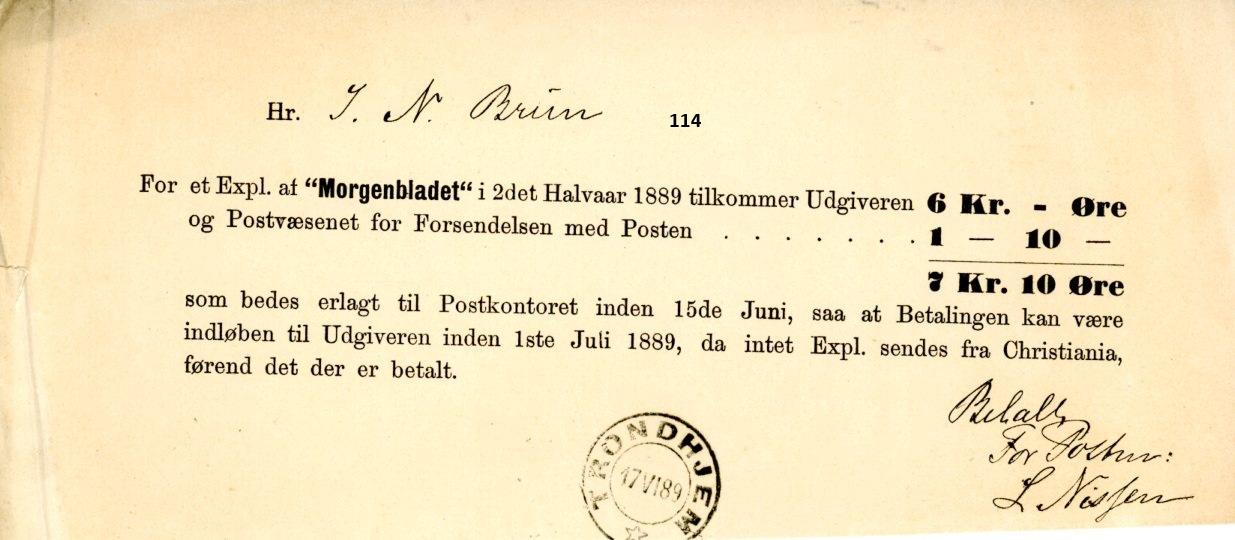 Hr. J. N. Brun 114
For et Expl. af “Morgenbladet“ i 2det Halvaar 1889 tilkommer Udgiveren 6 Kr. - Øre
og Postvæsenet for Forsendelsen med Posten . . . . . . . 1 — 10 —
7 Kr. 10 Øre
som bedes erlagt til Postkontoret inden 15de Juni, saa at Betalingen kan være
indløben til Udgiveren inden 1ste Juli 1889, da intet Expl. sendes fra Christiania,
førend det der er betalt.
Betalt
For Postm:
L Nissen
TRONDHJEM
17 VI 89